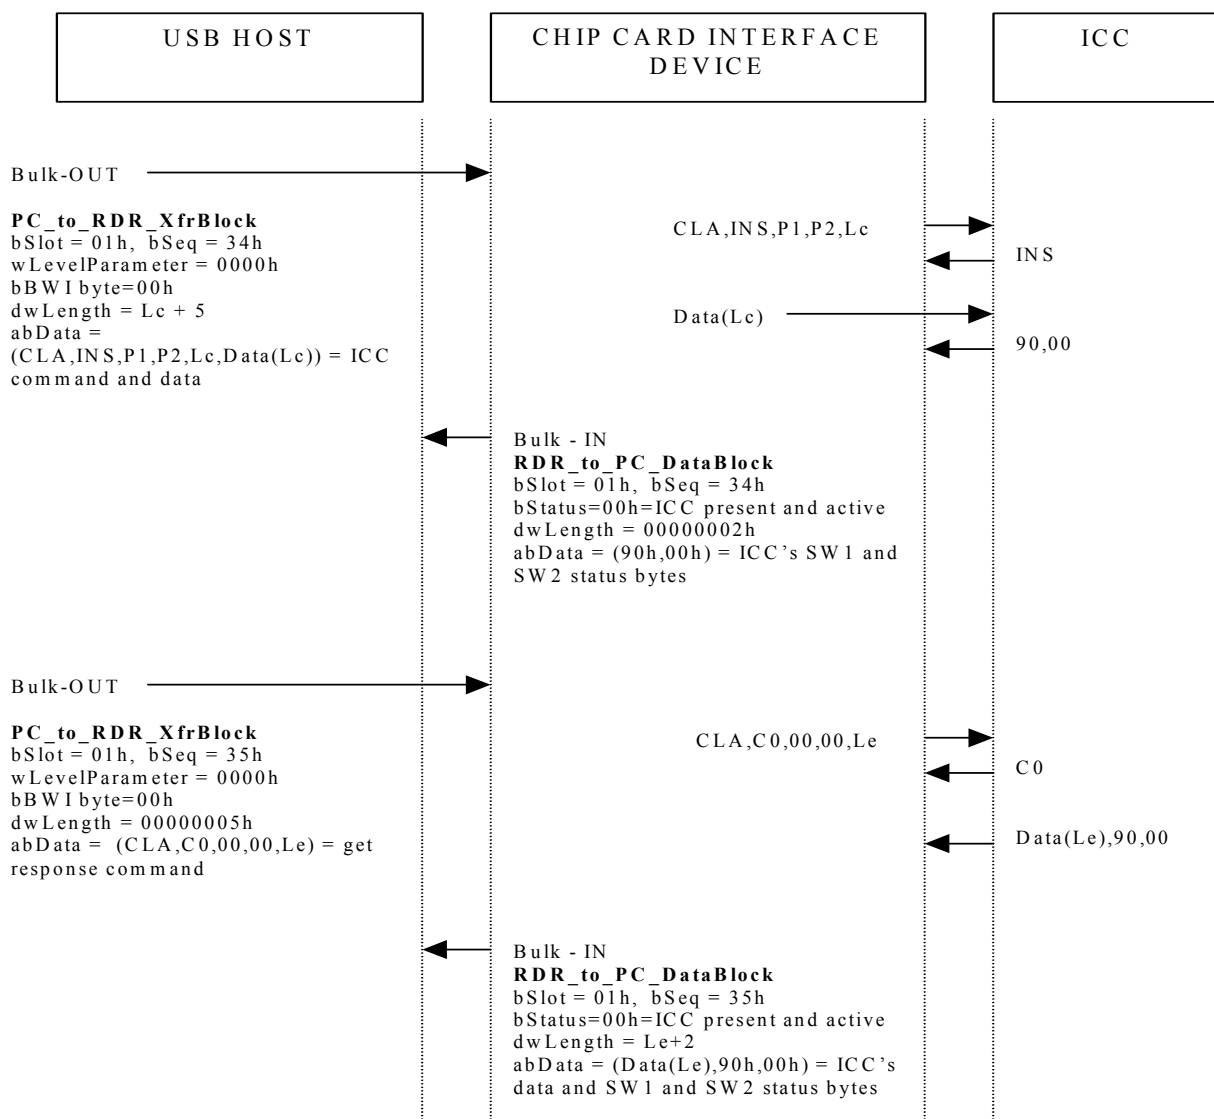 USB HOST
CHIP CARD INTERFACE
DEVICE
ICC
Bulk-OUT
PC_to_RDR_XfrBlock
bSlot = 01h, bSeq = 34h
wLevelParameter = 0000h
bBWI byte=00h
dwLength = Lc + 5
abData =
(CLA,INS,P1,P2,Lc,Data(Lc)) = ICC
command and data
CLA,INS,P1,P2,Lc
INS
Data(Lc)
90,00
Bulk - IN
RDR_to_PC_DataBlock
bSlot = 01h, bSeq = 34h
bStatus=00h=ICC present and active
dwLength = 00000002h
abData = (90h,00h) = ICC’s SW1 and
SW2 status bytes
Bulk-OUT
PC_to_RDR_XfrBlock
bSlot = 01h, bSeq = 35h
wLevelParameter = 0000h
bBWI byte=00h
dwLength = 00000005h
abData = (CLA,C0,00,00,Le) = get
response command
CLA,C0,00,00,Le
C0
Data(Le),90,00
Bulk - IN
RDR_to_PC_DataBlock
bSlot = 01h, bSeq = 35h
bStatus=00h=ICC present and active
dwLength = Le+2
abData = (Data(Le),90h,00h) = ICC’s
data and SW1 and SW2 status bytes